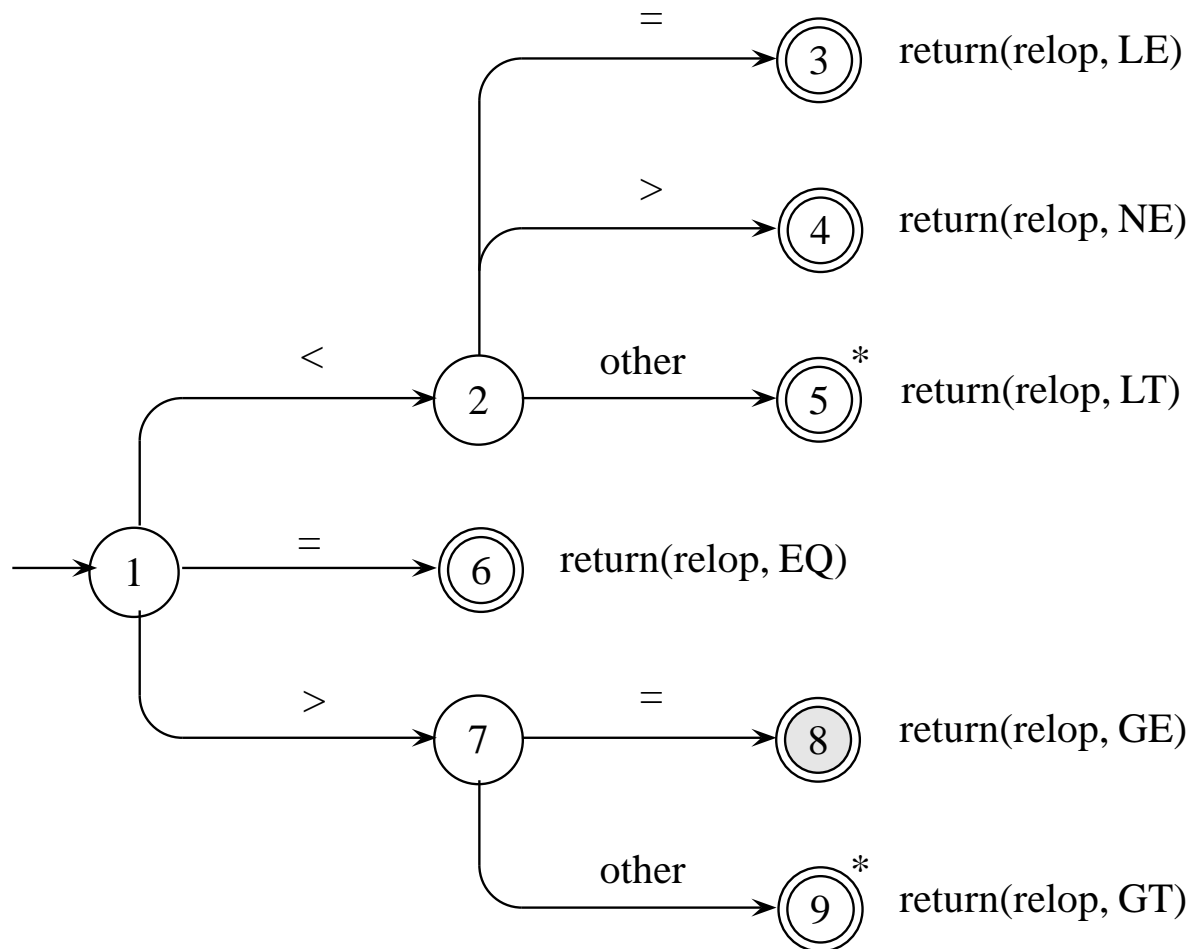 =
3 return(relop, LE)
>
4 return(relop, NE)
< other *
2 5 return(relop, LT)
=
1 6 return(relop, EQ)
> =
7 8 return(relop, GE)
other *
9 return(relop, GT)